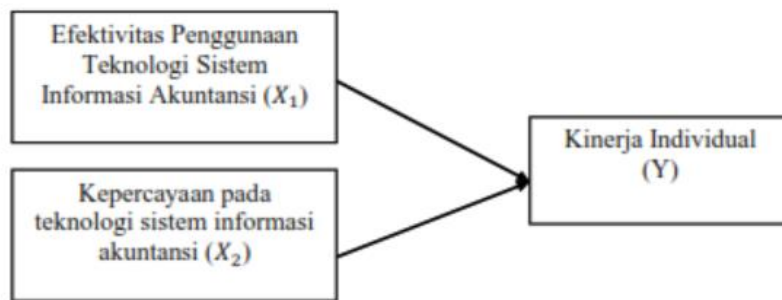 Efektivitas Penggunaan
Teknologi Sistem
Informasi Akuntansi (X₁)
Kepercayaan pada
teknologi sistem informasi
akuntansi (X₂)
Kinerja Individual
(Y)